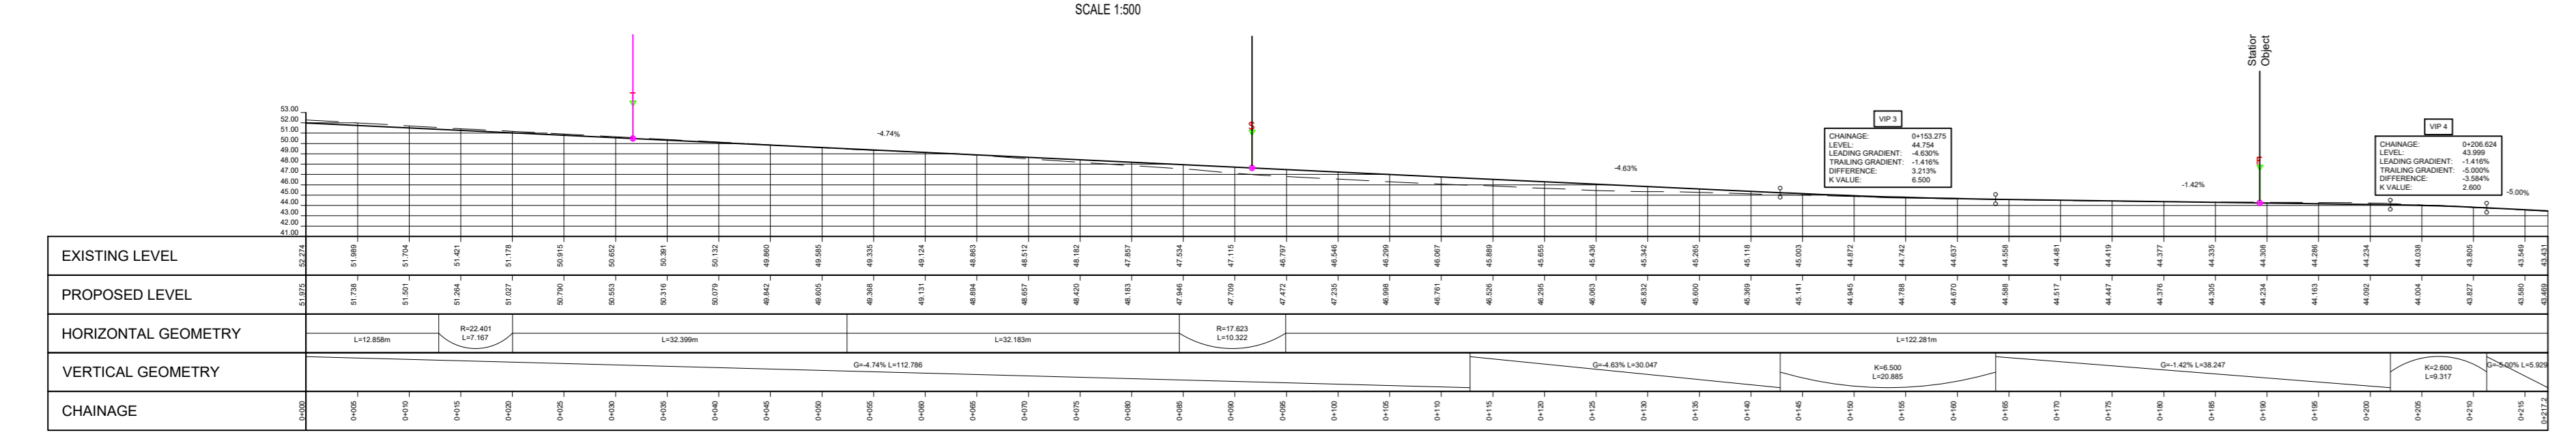 SCALE 1:500
Station
Object
T
S
F
-4.74%
-4.63%
-1.42%
-5.00%
VIP 3
CHAINAGE: 0+153.275
LEVEL: 44.754
LEADING GRADIENT: -4.630%
TRAILING GRADIENT: -1.416%
DIFFERENCE: 3.213%
K VALUE: 6.500
VIP 4
CHAINAGE: 0+206.624
LEVEL: 43.999
LEADING GRADIENT: -1.416%
TRAILING GRADIENT: -5.000%
DIFFERENCE: -3.584%
K VALUE: 2.600
53.00
52.00
51.00
50.00
49.00
48.00
47.00
46.00
45.00
44.00
43.00
42.00
41.00
EXISTING LEVEL 52.274 51.989 51.704 51.421 51.178 50.915 50.652 50.391 50.132 49.860 49.585 49.335 49.124 48.863 48.512 48.182 47.857 47.534 47.115 46.797 46.546 46.299 46.067 45.889 45.655 45.436 45.342 45.265 45.118 45.003 44.872 44.742 44.637 44.558 44.481 44.419 44.377 44.335 44.308 44.286 44.234 44.038 43.805 43.549 43.431
PROPOSED LEVEL 51.975 51.738 51.501 51.264 51.027 50.790 50.553 50.316 50.079 49.842 49.605 49.368 49.131 48.894 48.657 48.420 48.183 47.946 47.709 47.472 47.235 46.998 46.761 46.526 46.295 46.063 45.832 45.600 45.369 45.141 44.945 44.788 44.670 44.588 44.517 44.447 44.376 44.305 44.234 44.163 44.092 44.004 43.827 43.580 43.469
HORIZONTAL GEOMETRY L=12.858m R=22.401 L=7.167 L=32.399m L=32.183m R=17.623 L=10.322 L=122.281m
VERTICAL GEOMETRY G=-4.74% L=112.786 G=-4.63% L=30.047 K=6.500 L=20.885 G=-1.42% L=38.247 K=2.600 L=9.317 G=-5.00% L=5.929
CHAINAGE 0+000 0+005 0+010 0+015 0+020 0+025 0+030 0+035 0+040 0+045 0+050 0+055 0+060 0+065 0+070 0+075 0+080 0+085 0+090 0+095 0+100 0+105 0+110 0+115 0+120 0+125 0+130 0+135 0+140 0+145 0+150 0+155 0+160 0+165 0+170 0+175 0+180 0+185 0+190 0+195 0+200 0+205 0+210 0+215 0+217.2